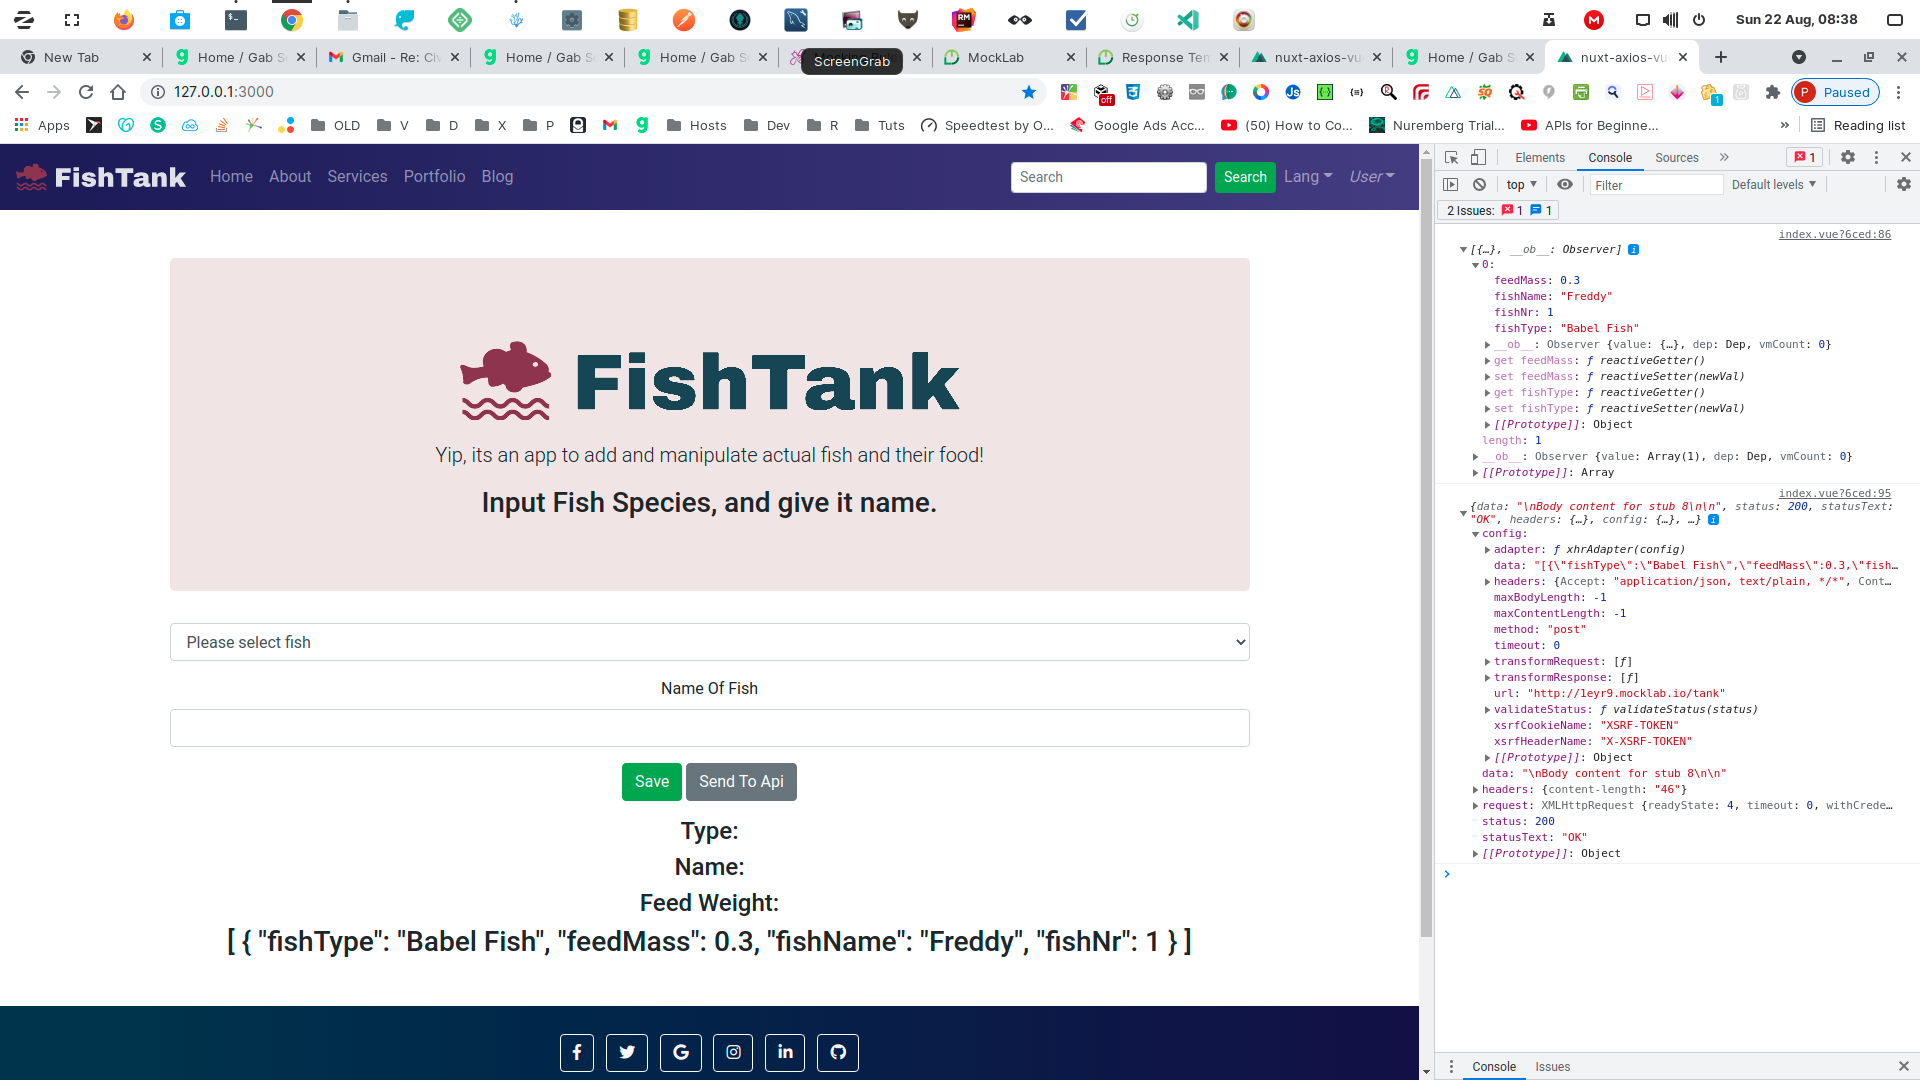 Sun 22 Aug, 08:38
New Tab
Home / Gab S
Gmail - Re: Civ
Home / Gab S
Home / Gab S
ScreenGrab
MockLab
Response Tem
nuxt-axios-vu
Home / Gab S
nuxt-axios-vu
127.0.0.1:3000
off
1
P Paused
Apps
OLD
V
D
X
P
Hosts
Dev
R
Tuts
Speedtest by O...
Google Ads Acc...
(50) How to Co...
Nuremberg Trial...
APIs for Beginne...
»
Reading list
FishTank
Home
About
Services
Portfolio
Blog
Search
Search
Lang
User
FishTank
Yip, its an app to add and manipulate actual fish and their food!
Input Fish Species, and give it name.
Please select fish
Name Of Fish
Save
Send To Api
Type:
Name:
Feed Weight:
[ { "fishType": "Babel Fish", "feedMass": 0.3, "fishName": "Freddy", "fishNr": 1 } ]
Elements
Console
Sources
»
1
top
Filter
Default levels
2 Issues: 1 1
index.vue?6ced:86
[{…}, __ob__: Observer]
0:
feedMass: 0.3
fishName: "Freddy"
fishNr: 1
fishType: "Babel Fish"
__ob__: Observer {value: {…}, dep: Dep, vmCount: 0}
get feedMass: ƒ reactiveGetter()
set feedMass: ƒ reactiveSetter(newVal)
get fishType: ƒ reactiveGetter()
set fishType: ƒ reactiveSetter(newVal)
[[Prototype]]: Object
length: 1
__ob__: Observer {value: Array(1), dep: Dep, vmCount: 0}
[[Prototype]]: Array
index.vue?6ced:95
{data: "\nBody content for stub 8\n\n", status: 200, statusText:
"OK", headers: {…}, config: {…}, …}
config:
adapter: ƒ xhrAdapter(config)
data: "[{\"fishType\":\"Babel Fish\",\"feedMass\":0.3,\"fish…
headers: {Accept: "application/json, text/plain, */*", Cont…
maxBodyLength: -1
maxContentLength: -1
method: "post"
timeout: 0
transformRequest: [ƒ]
transformResponse: [ƒ]
url: "http://1eyr9.mocklab.io/tank"
validateStatus: ƒ validateStatus(status)
xsrfCookieName: "XSRF-TOKEN"
xsrfHeaderName: "X-XSRF-TOKEN"
[[Prototype]]: Object
data: "\nBody content for stub 8\n\n"
headers: {content-length: "46"}
request: XMLHttpRequest {readyState: 4, timeout: 0, withCrede…
status: 200
statusText: "OK"
[[Prototype]]: Object
Console
Issues